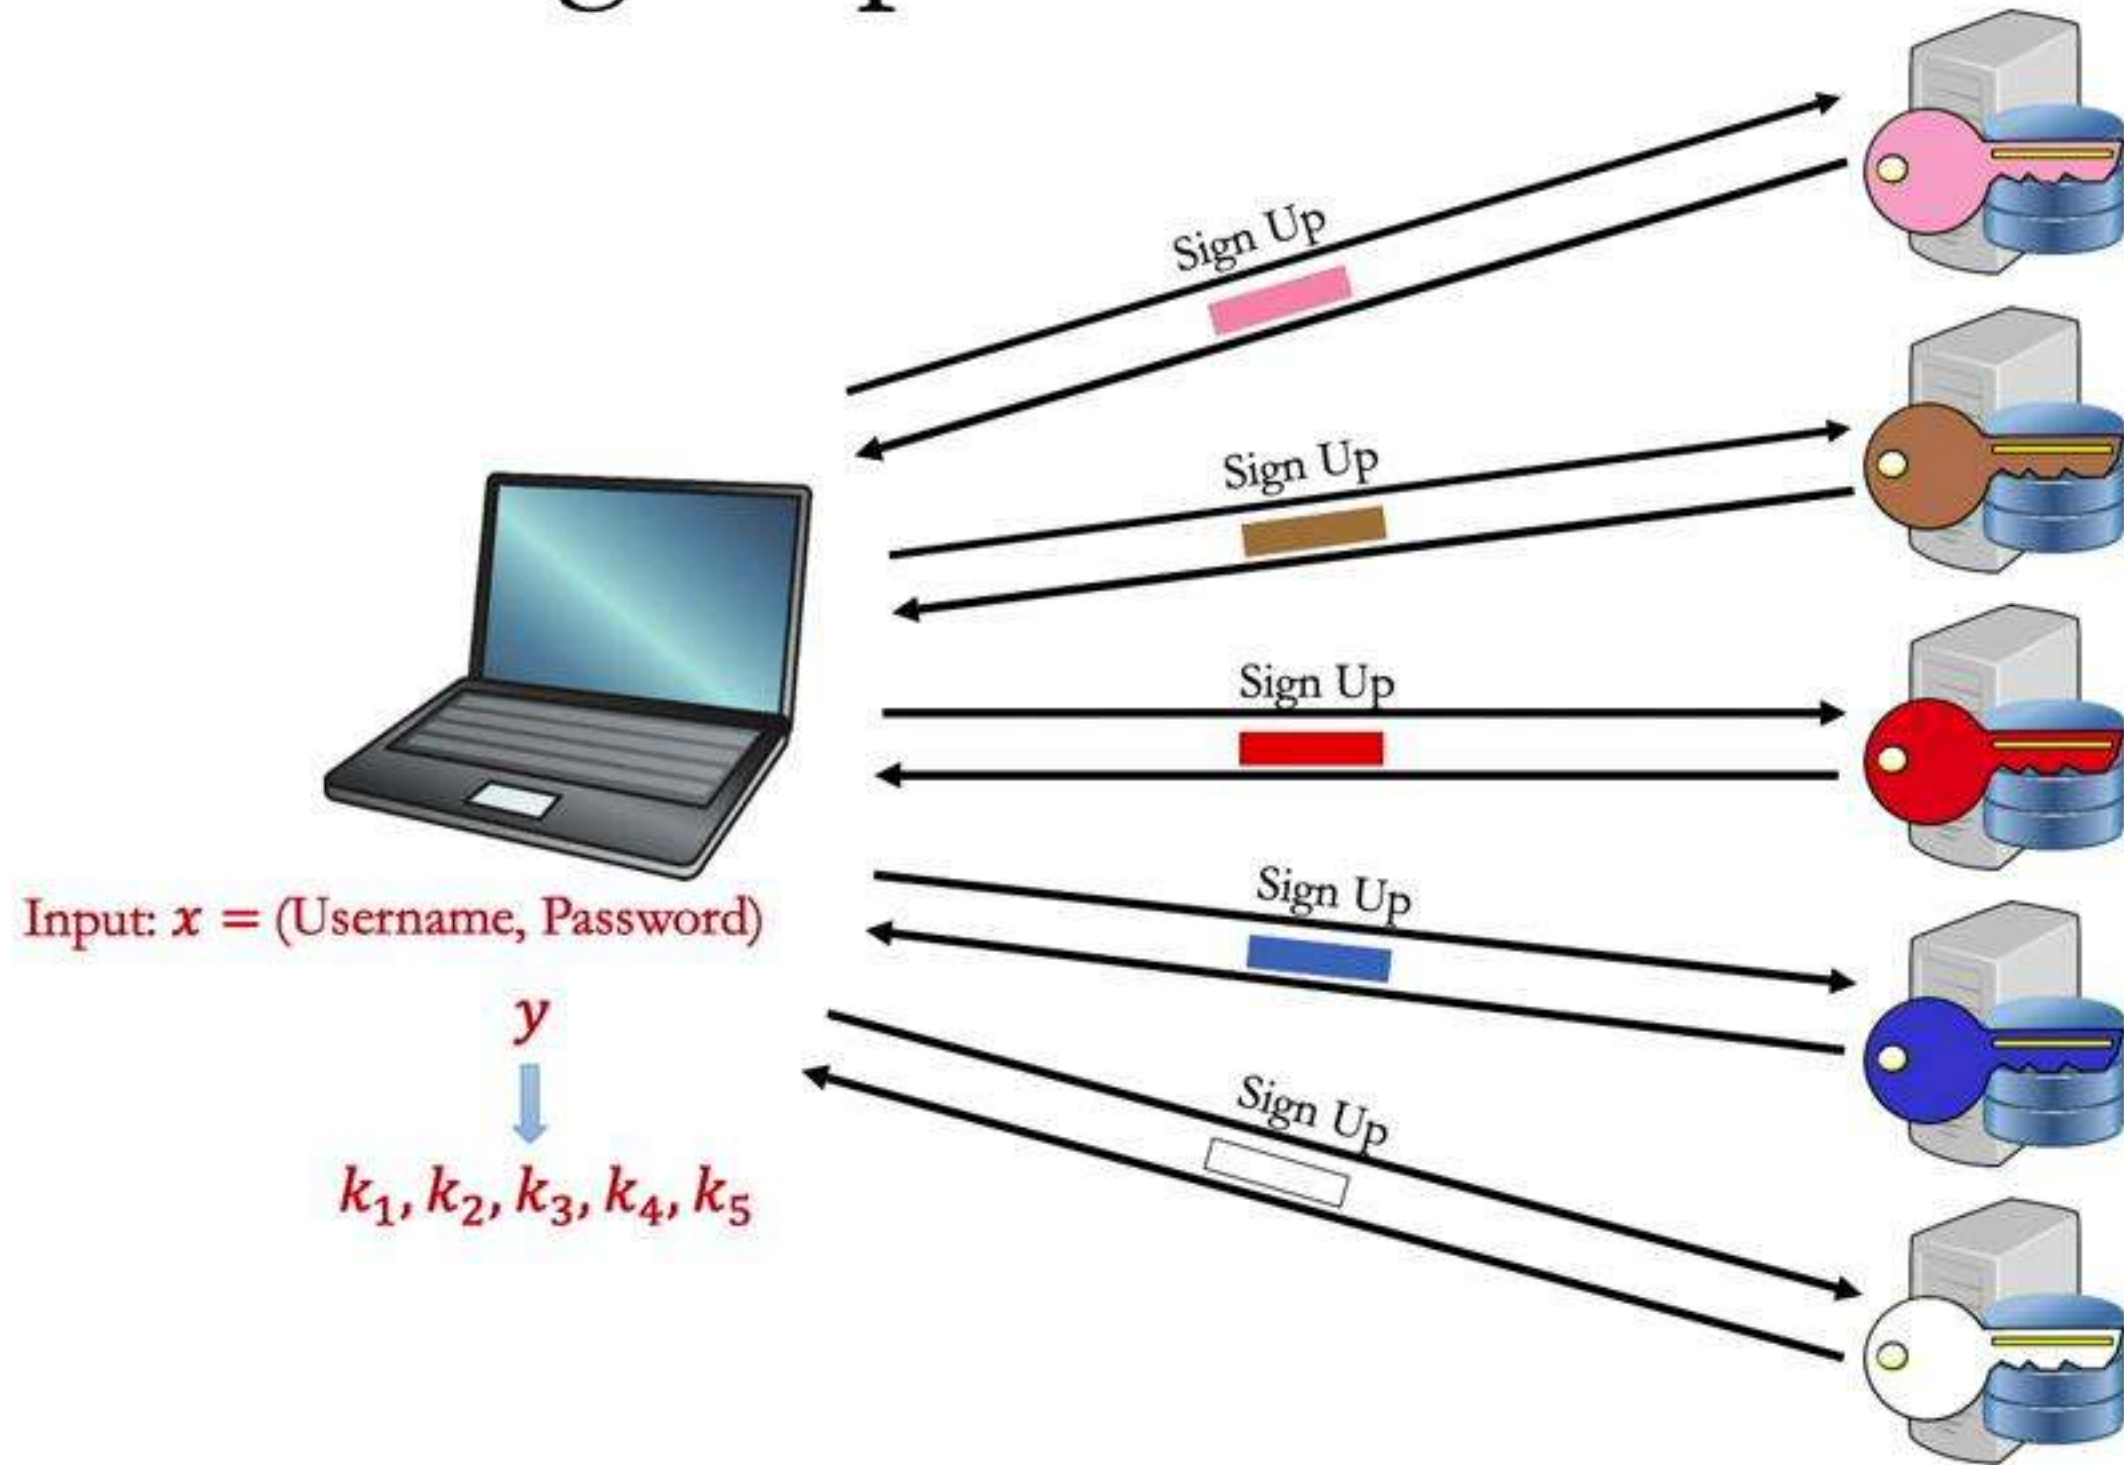 Sign Up
Sign Up
Sign Up
Sign Up
Input: x = (Username, Password)
y
Sign Up
k₁, k₂, k₃, k₄, k₅